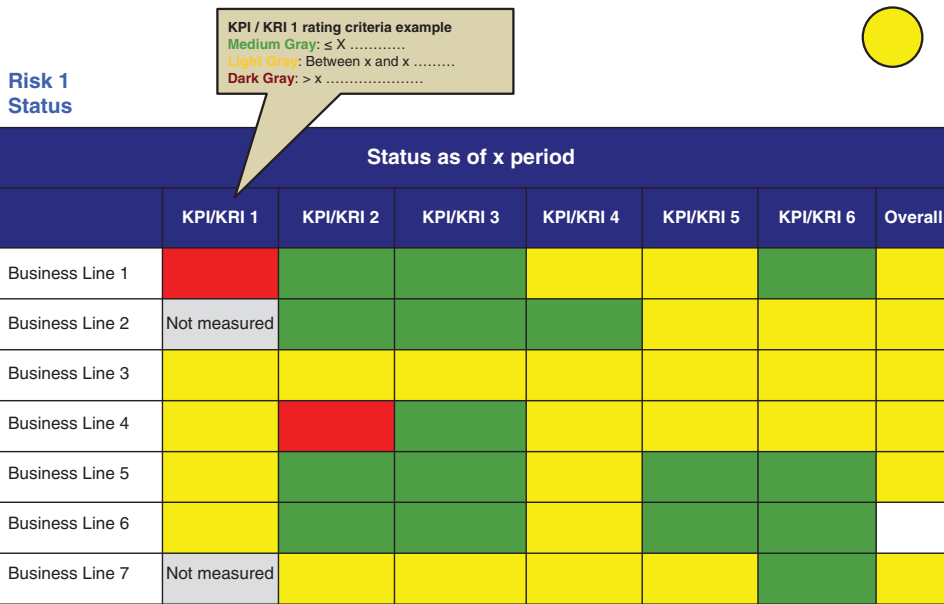 KPI / KRI 1 rating criteria example
Medium Gray: ≤ X …………
Light Gray: Between x and x ………
Dark Gray: > x …………………
Risk 1
Status
Status as of x period
KPI/KRI 1 KPI/KRI 2 KPI/KRI 3 KPI/KRI 4 KPI/KRI 5 KPI/KRI 6 Overall
Business Line 1
Business Line 2 Not measured
Business Line 3
Business Line 4
Business Line 5
Business Line 6
Business Line 7 Not measured